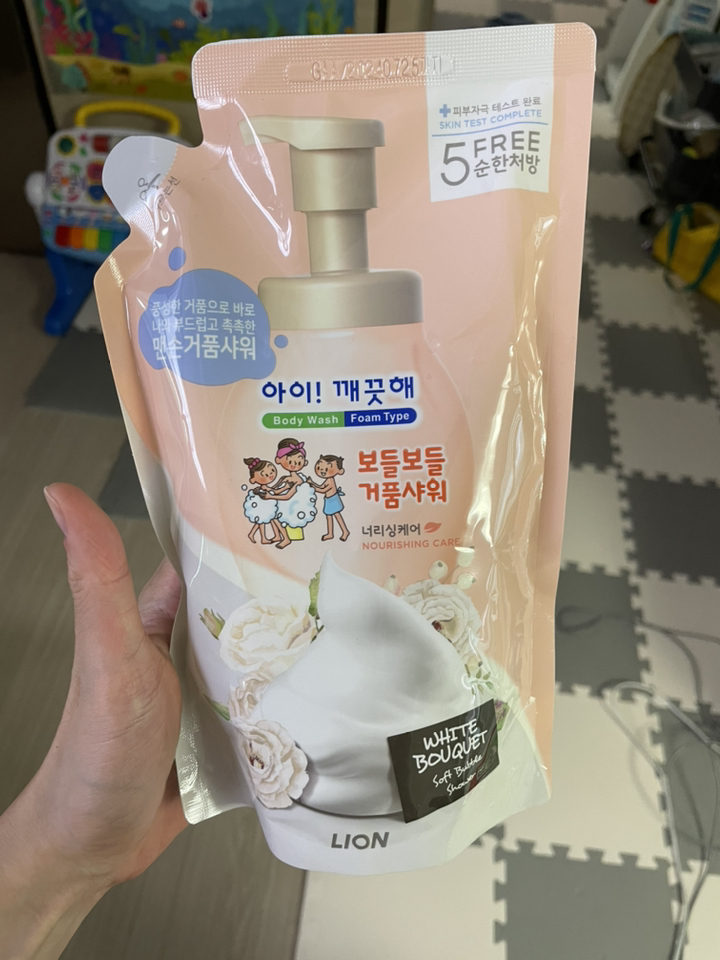 피부자극 테스트 완료
SKIN TEST COMPLETE
5 FREE
순한처방
풍성한 거품으로 바로
부드럽고 촉촉한
맨손거품샤워
아이! 깨끗해
Body Wash Foam Type
보들보들
거품샤워
너리싱케어
NOURISHING CARE
WHITE
BOUQUET
Soft Bubble
Shower
LION